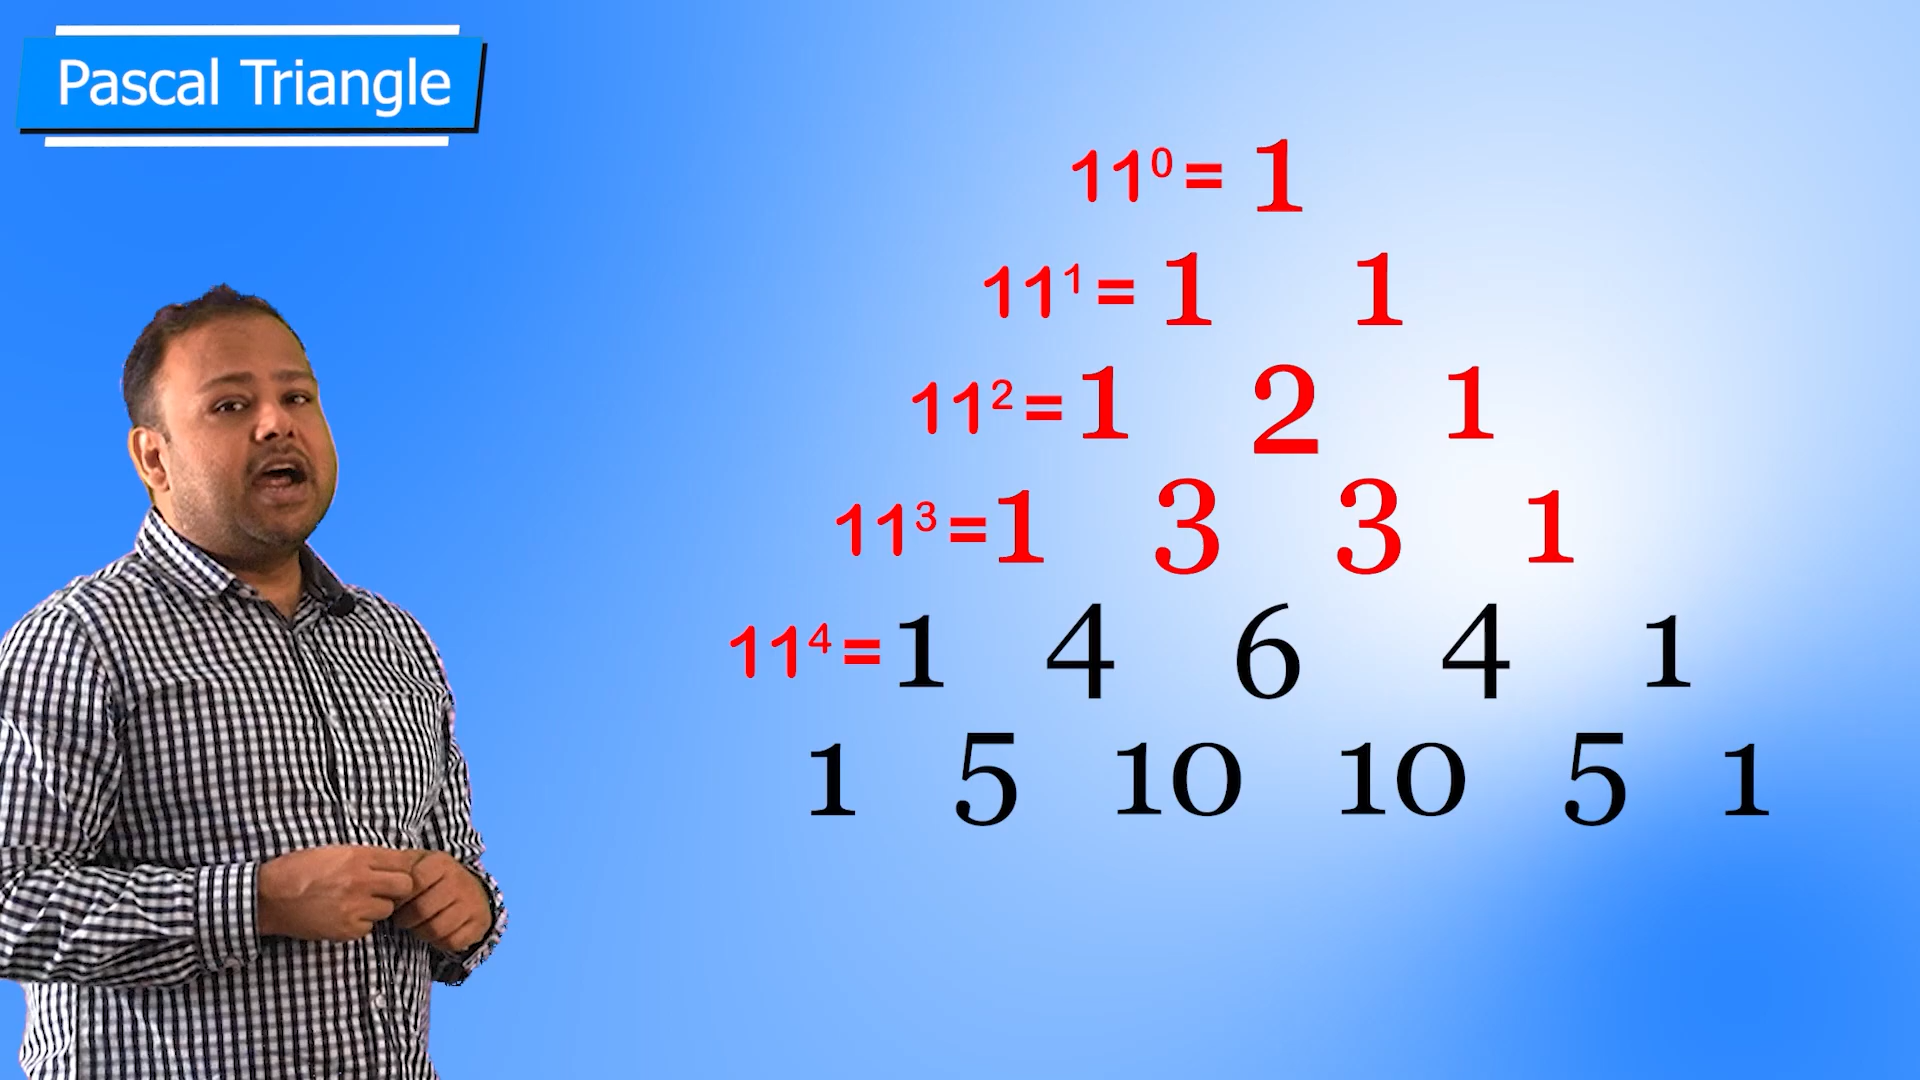 Pascal Triangle
11⁰ = 1
11¹ = 1 1
11² = 1 2 1
11³ = 1 3 3 1
11⁴ = 1 4 6 4 1
1 5 10 10 5 1